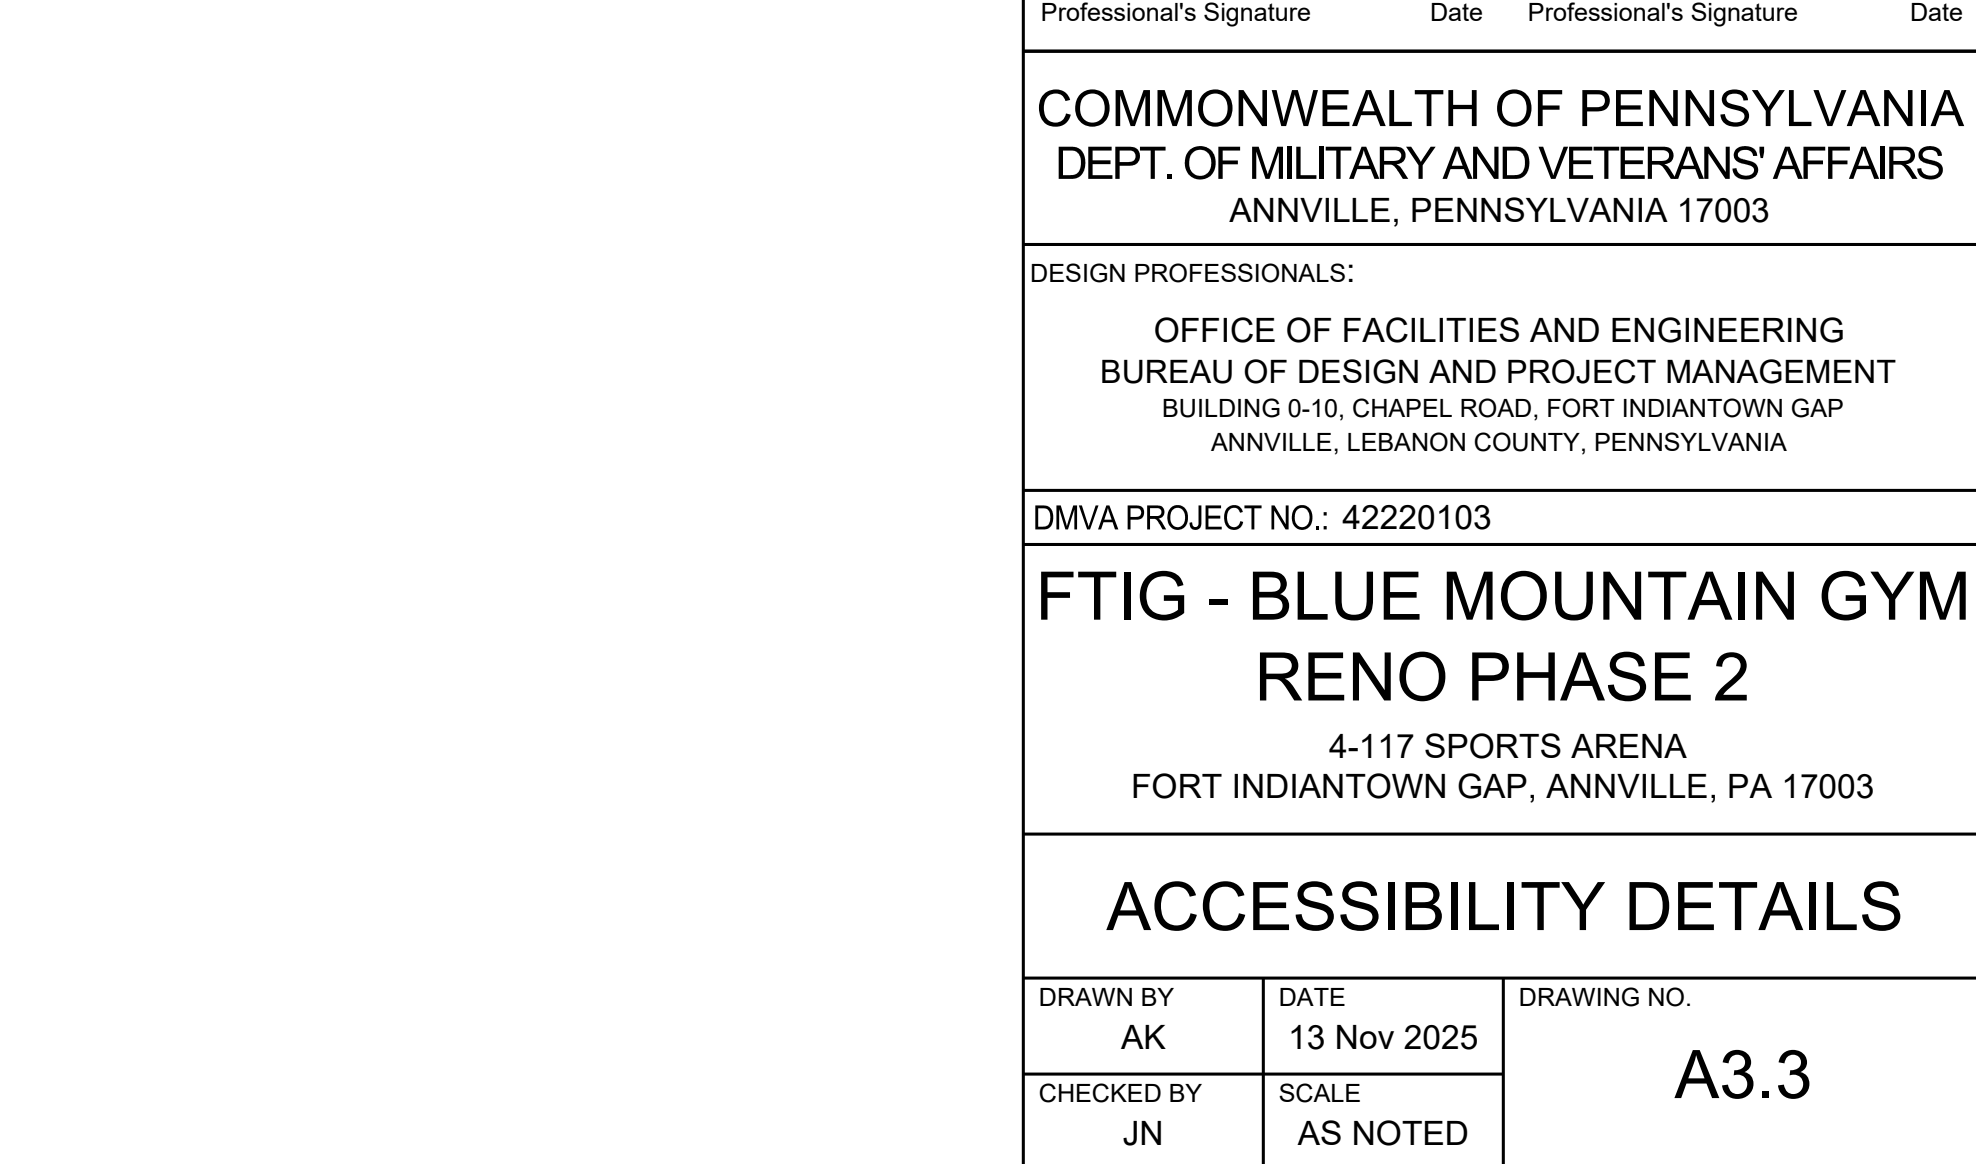 Professional's Signature Date Professional's Signature Date
COMMONWEALTH OF PENNSYLVANIA
DEPT. OF MILITARY AND VETERANS' AFFAIRS
ANNVILLE, PENNSYLVANIA 17003
DESIGN PROFESSIONALS:
OFFICE OF FACILITIES AND ENGINEERING
BUREAU OF DESIGN AND PROJECT MANAGEMENT
BUILDING 0-10, CHAPEL ROAD, FORT INDIANTOWN GAP
ANNVILLE, LEBANON COUNTY, PENNSYLVANIA
DMVA PROJECT NO.: 42220103
FTIG - BLUE MOUNTAIN GYM
RENO PHASE 2
4-117 SPORTS ARENA
FORT INDIANTOWN GAP, ANNVILLE, PA 17003
ACCESSIBILITY DETAILS
DRAWN BY
AK
DATE
13 Nov 2025
CHECKED BY
JN
SCALE
AS NOTED
DRAWING NO.
A3.3